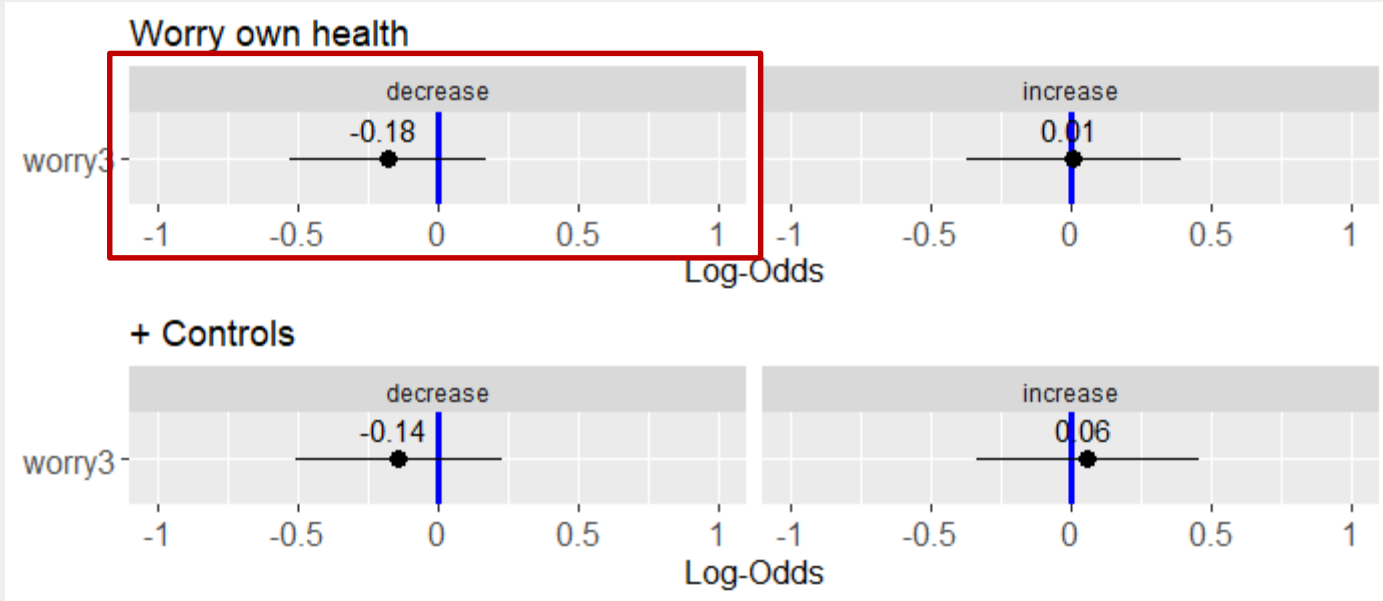 Worry own health
decrease increase
-0.18 0.01
worry3
-1 -0.5 0 0.5 1 -1 -0.5 0 0.5 1
Log-Odds
+ Controls
decrease increase
-0.14 0.06
worry3
-1 -0.5 0 0.5 1 -1 -0.5 0 0.5 1
Log-Odds